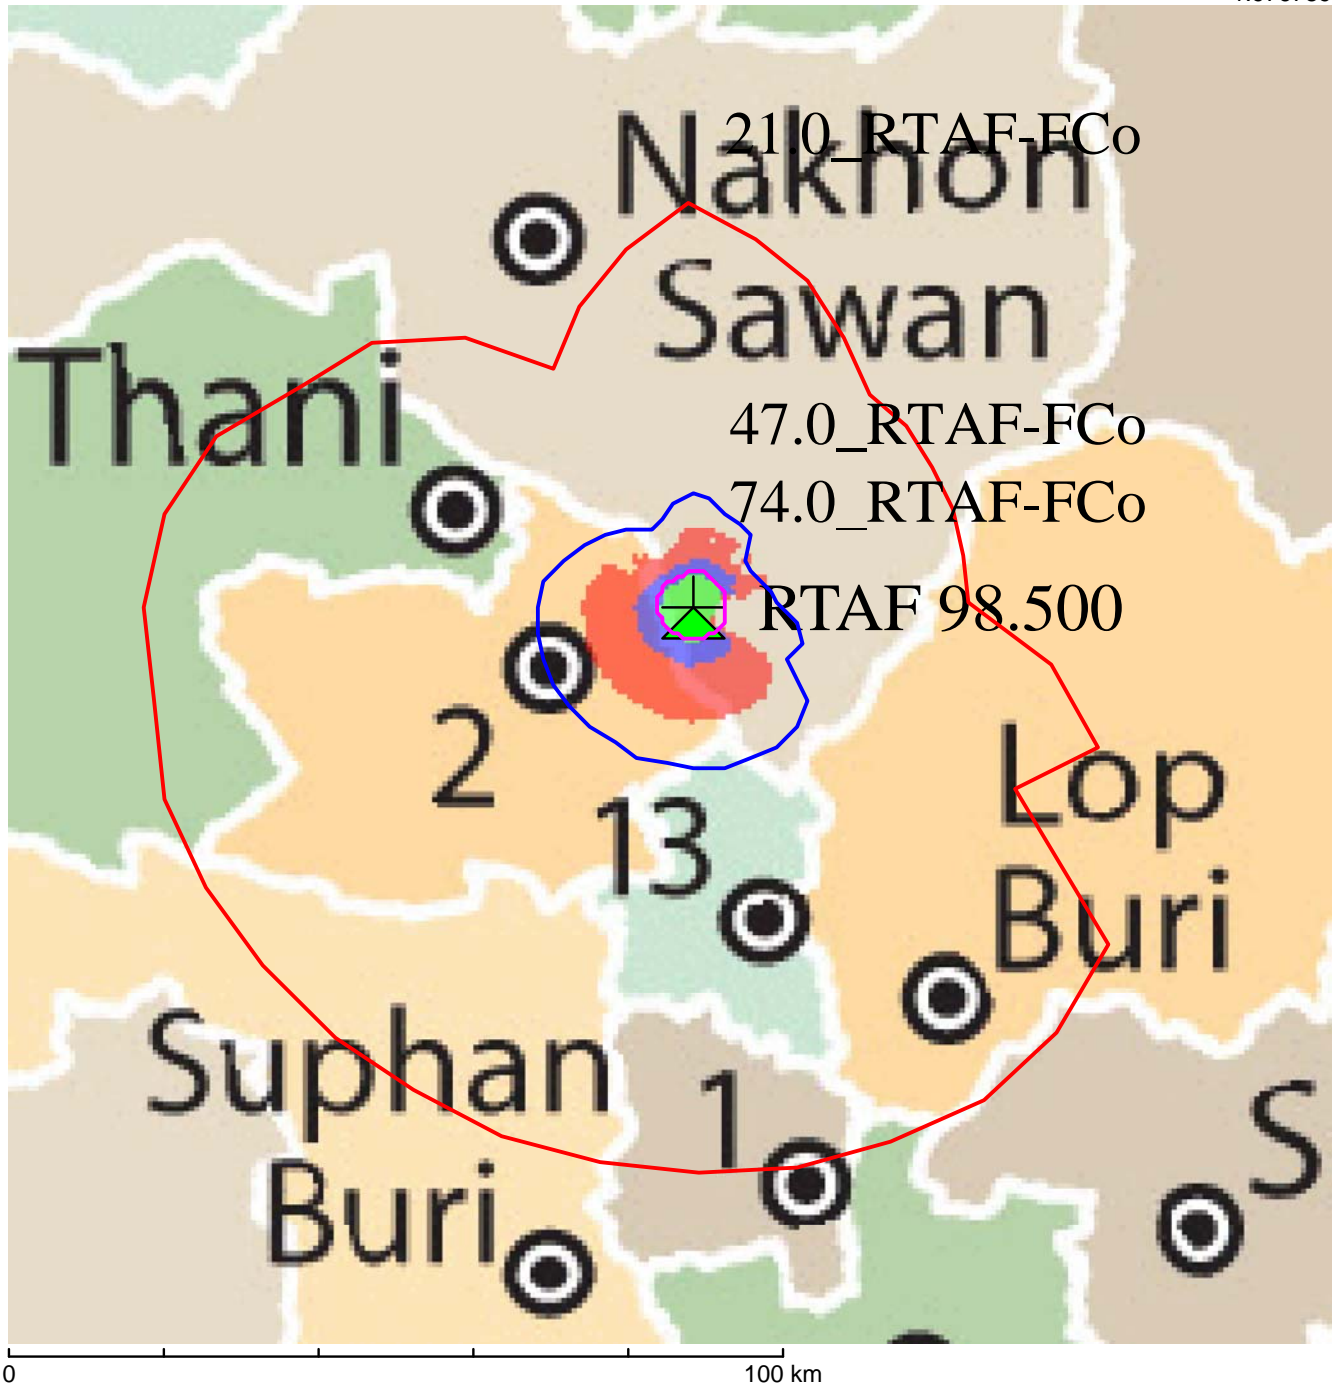 21.0_RTAF-FCo
Nakhon
Sawan
Thani
47.0_RTAF-FCo
74.0_RTAF-FCo
RTAF 98.500
2
Lop
13
Buri
Suphan
1
S
Buri
0
100 km